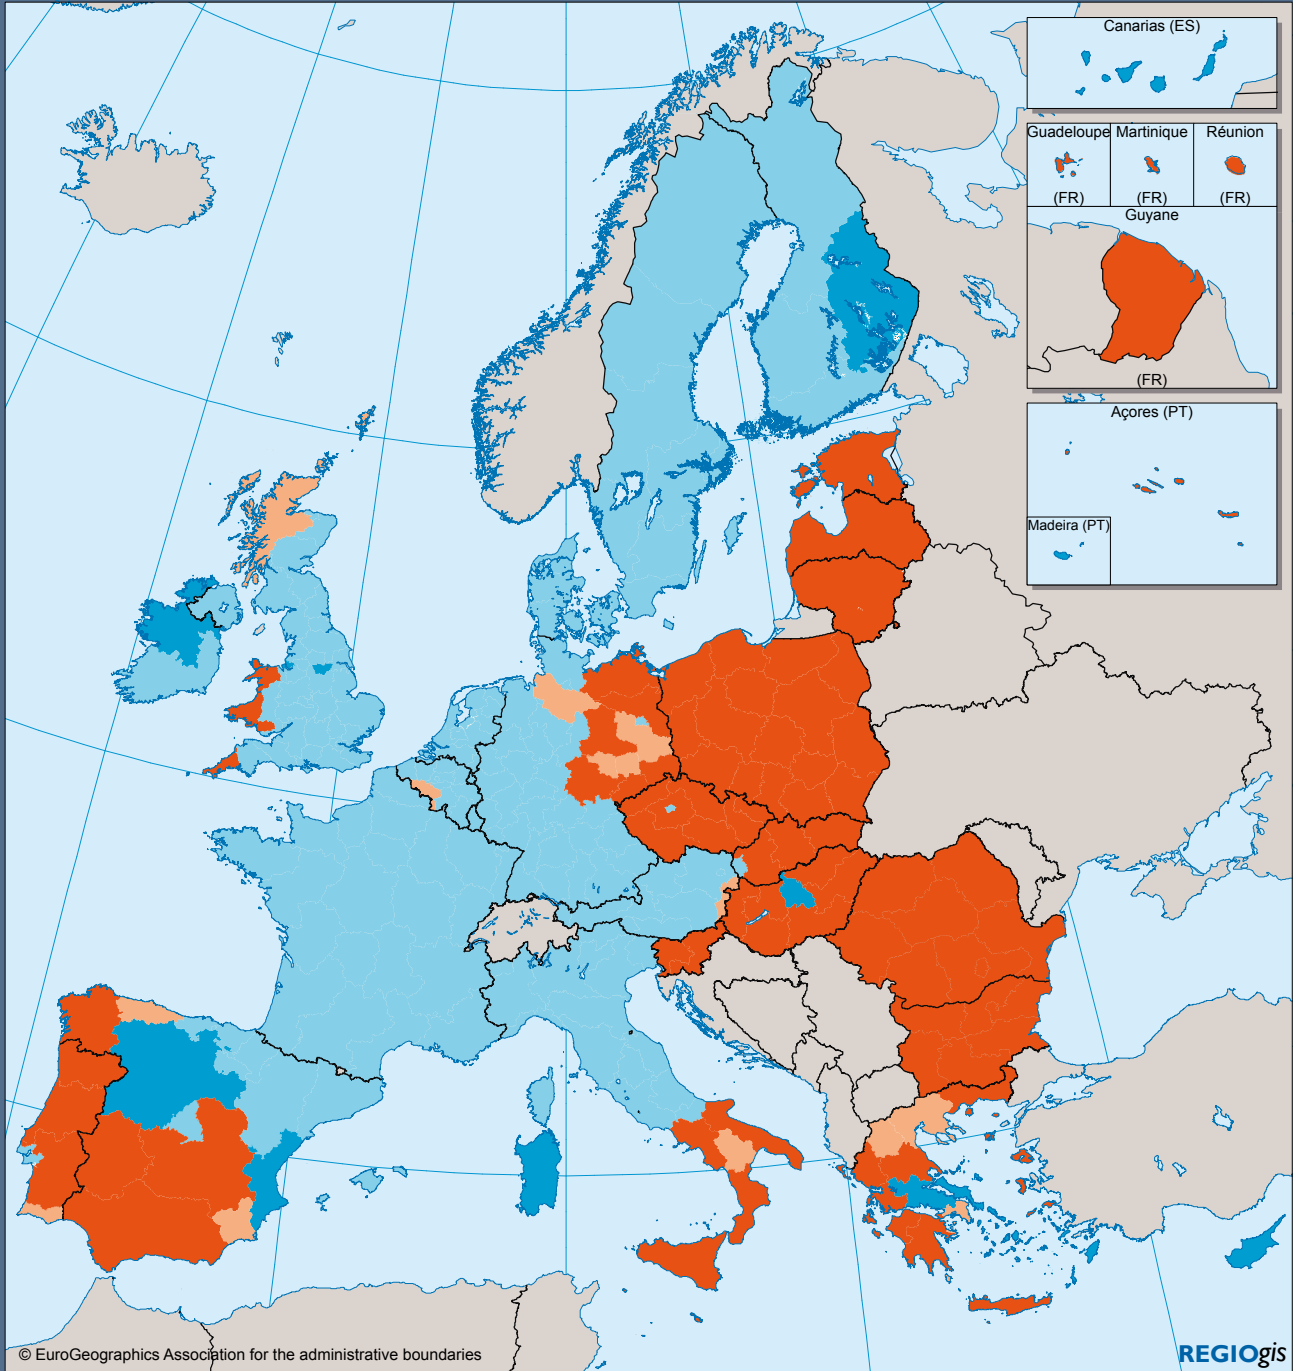 Canarias (ES)
Guadeloupe
Martinique
Réunion
(FR)
(FR)
(FR)
Guyane
(FR)
Açores (PT)
Madeira (PT)
© EuroGeographics Association for the administrative boundaries
REGIOgis